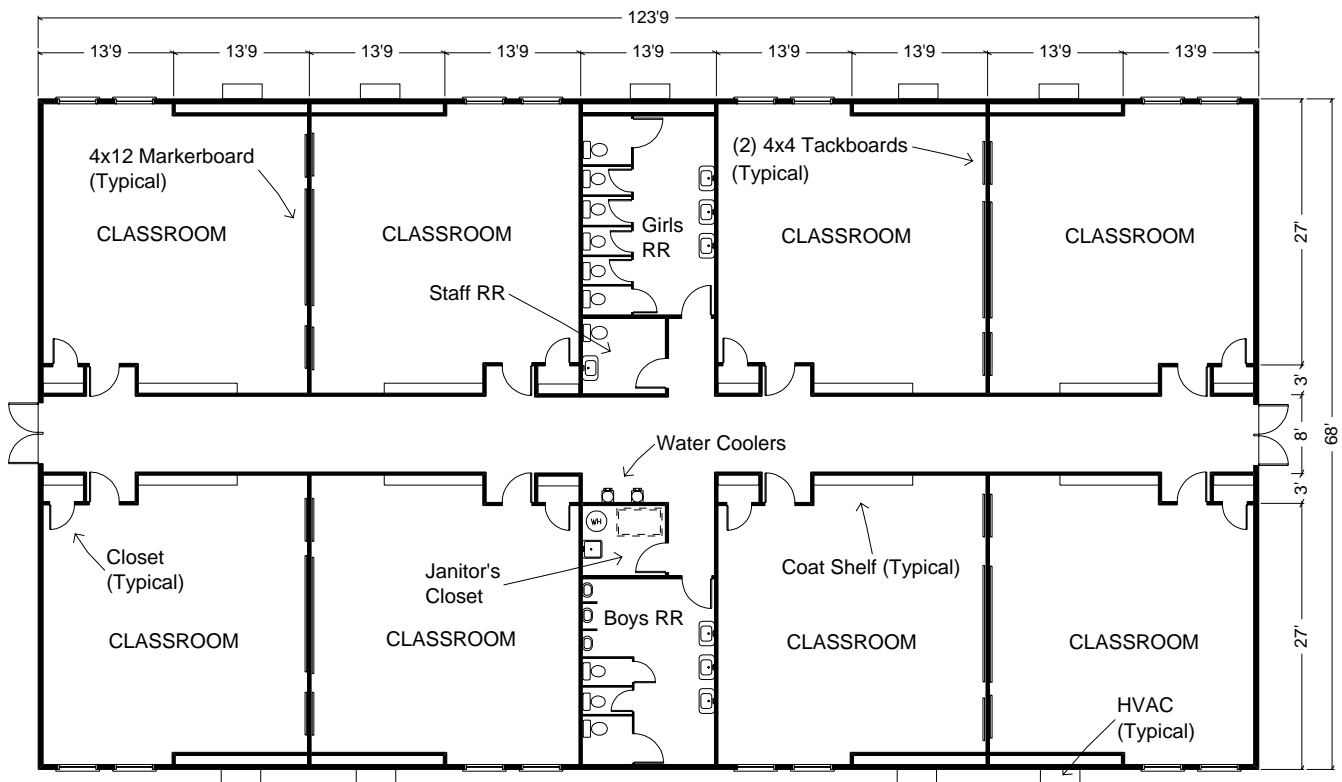 123'9
13'9 13'9 13'9 13'9 13'9 13'9 13'9 13'9 13'9
4x12 Markerboard
(Typical)
(2) 4x4 Tackboards
(Typical)
CLASSROOM
CLASSROOM
Girls
RR
CLASSROOM
CLASSROOM
27'
Staff RR
3'
Water Coolers
8'
68'
3'
WH
Closet
(Typical)
Janitor's
Closet
Coat Shelf (Typical)
Boys RR
CLASSROOM
CLASSROOM
CLASSROOM
CLASSROOM
27'
HVAC
(Typical)